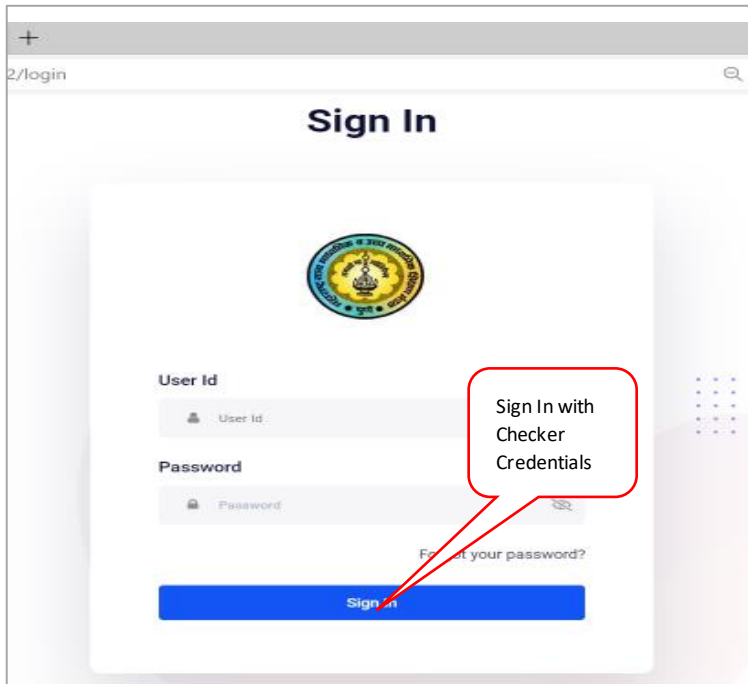 2/login
Sign In
User Id
User Id
Password
Password
Sign In with
Checker
Credentials
your password?
Sign In